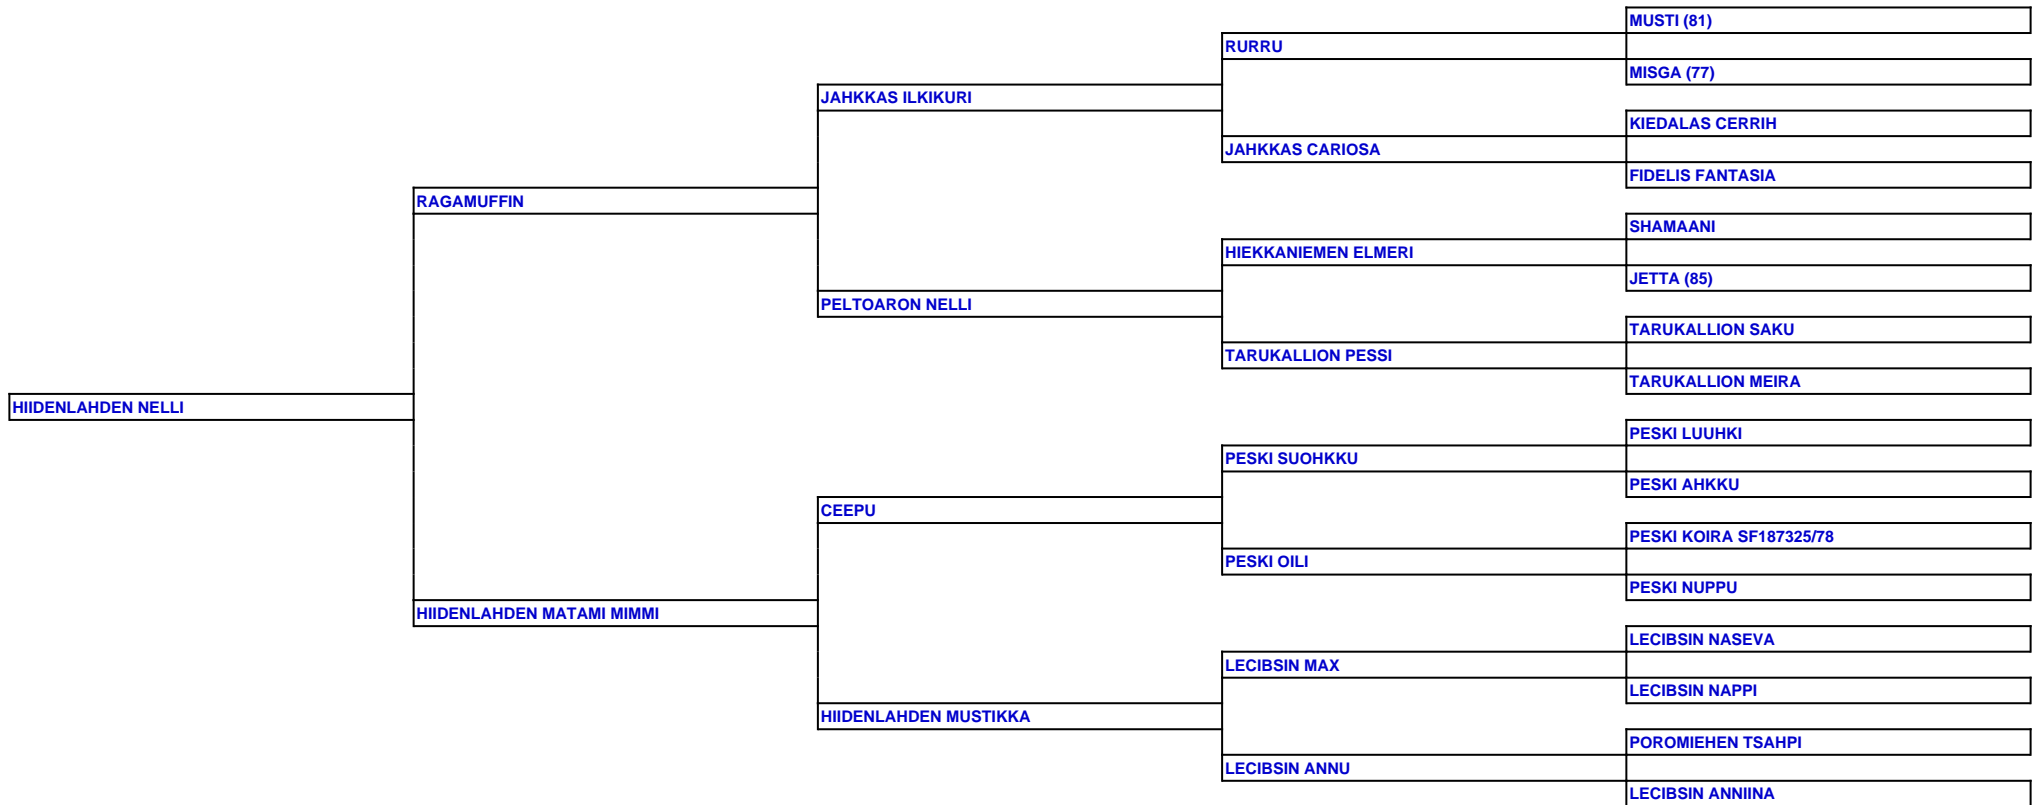 MUSTI (81)
RURRU
MISGA (77)
JAHKKAS ILKIKURI
KIEDALAS CERRIH
JAHKKAS CARIOSA
FIDELIS FANTASIA
RAGAMUFFIN
SHAMAANI
HIEKKANIEMEN ELMERI
JETTA (85)
PELTOARON NELLI
TARUKALLION SAKU
TARUKALLION PESSI
TARUKALLION MEIRA
HIIDENLAHDEN NELLI
PESKI LUUHKI
PESKI SUOHKKU
PESKI AHKKU
CEEPU
PESKI KOIRA SF187325/78
PESKI OILI
PESKI NUPPU
HIIDENLAHDEN MATAMI MIMMI
LECIBSIN NASEVA
LECIBSIN MAX
LECIBSIN NAPPI
HIIDENLAHDEN MUSTIKKA
POROMIEHEN TSAHPI
LECIBSIN ANNU
LECIBSIN ANNIINA